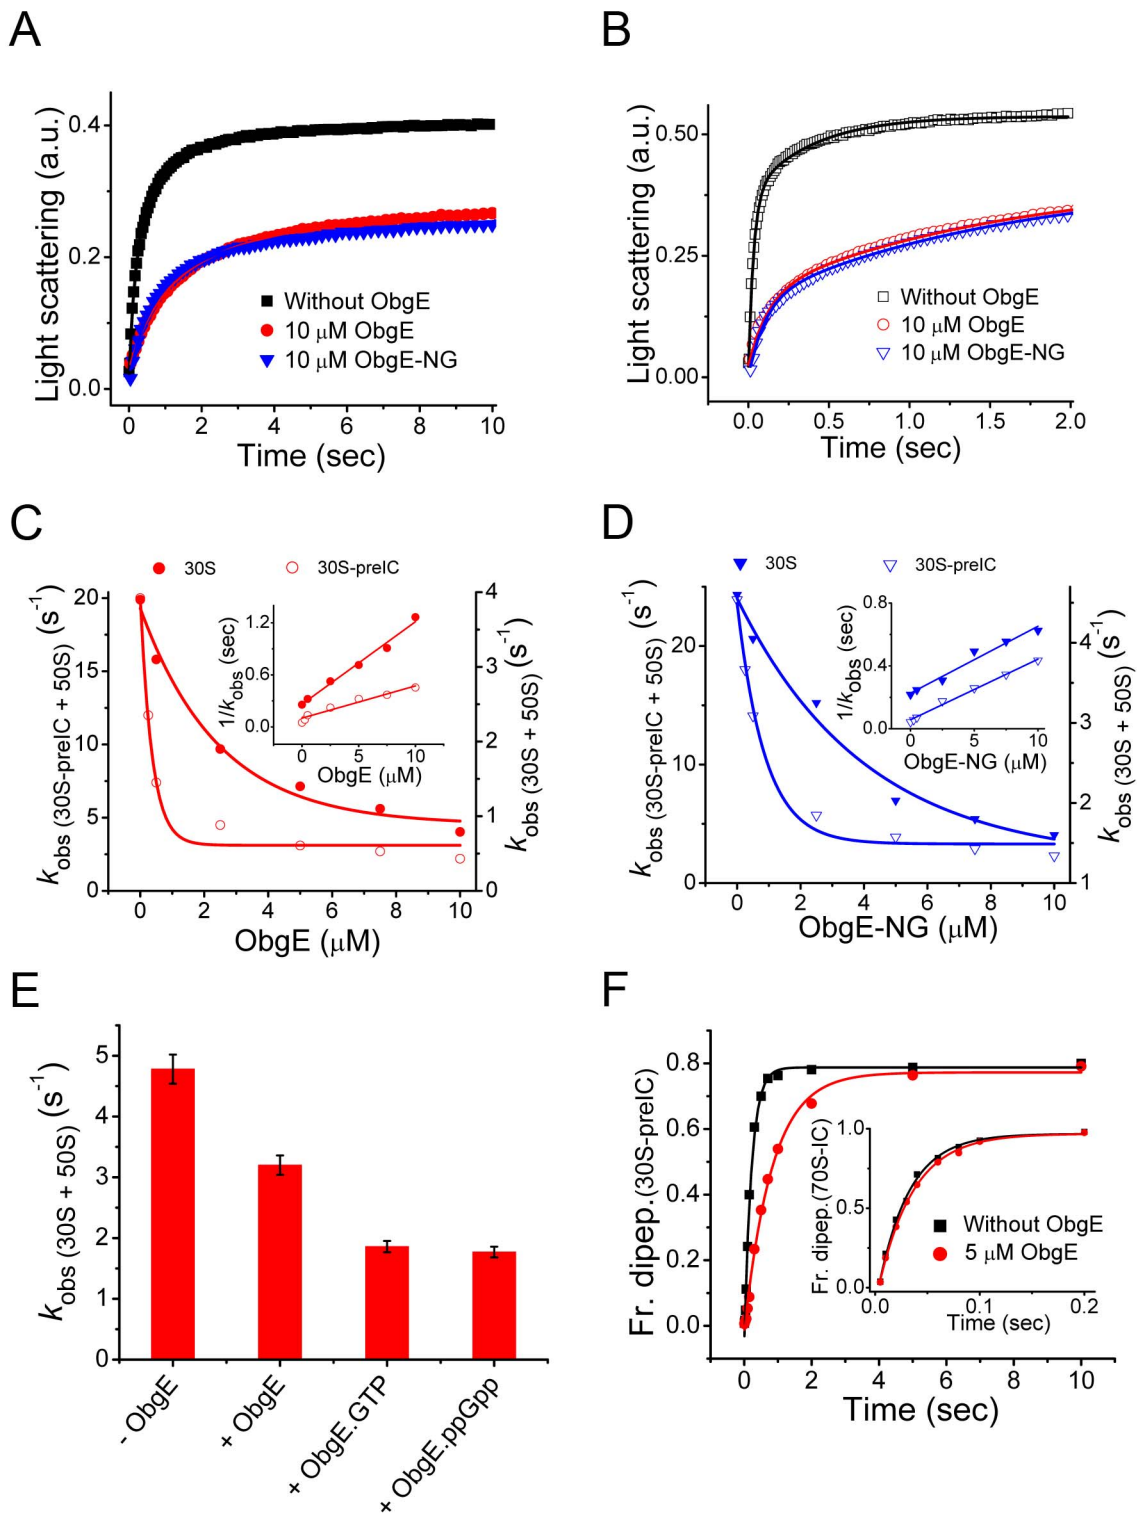 A
Light scattering (a.u.)
0.4
0.2
0.0
Without ObgE
10 μM ObgE
10 μM ObgE-NG
0 2 4 6 8 10
Time (sec)
B
Light scattering (a.u.)
0.50
0.25
0.00
Without ObgE
10 μM ObgE
10 μM ObgE-NG
0.0 0.5 1.0 1.5 2.0
Time (sec)
C
30S 30S-preIC
kobs (30S-preIC + 50S) (s-1)
20
15
10
5
0
1/kobs (sec)
1.2
0.6
0.0
0 5 10
ObgE (μM)
4
3
2
1
0
kobs (30S + 50S) (s-1)
0 2 4 6 8 10
ObgE (μM)
D
30S 30S-preIC
kobs (30S-preIC + 50S) (s-1)
20
10
0
1/kobs (sec)
0.8
0.4
0.0
0 5 10
ObgE-NG (μM)
4
3
2
1
kobs (30S + 50S) (s-1)
0 2 4 6 8 10
ObgE-NG (μM)
E
kobs (30S + 50S) (s-1)
5
4
3
2
1
0
- ObgE
+ ObgE
+ ObgE.GTP
+ ObgE.ppGpp
F
Fr. dipep.(30S-preIC)
0.8
0.6
0.4
0.2
0.0
Fr. dipep.(70S-IC)
1.0
0.5
0.0
Without ObgE
5 μM ObgE
0.0 0.1 0.2
Time (sec)
0 2 4 6 8 10
Time (sec)